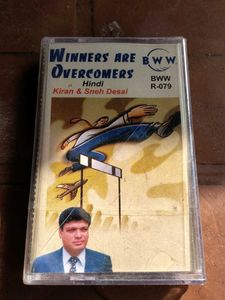 WINNERS ARE
OVERCOMERS
Hindi
Kiran & Sneh Desai
BWW
BWW
R-079